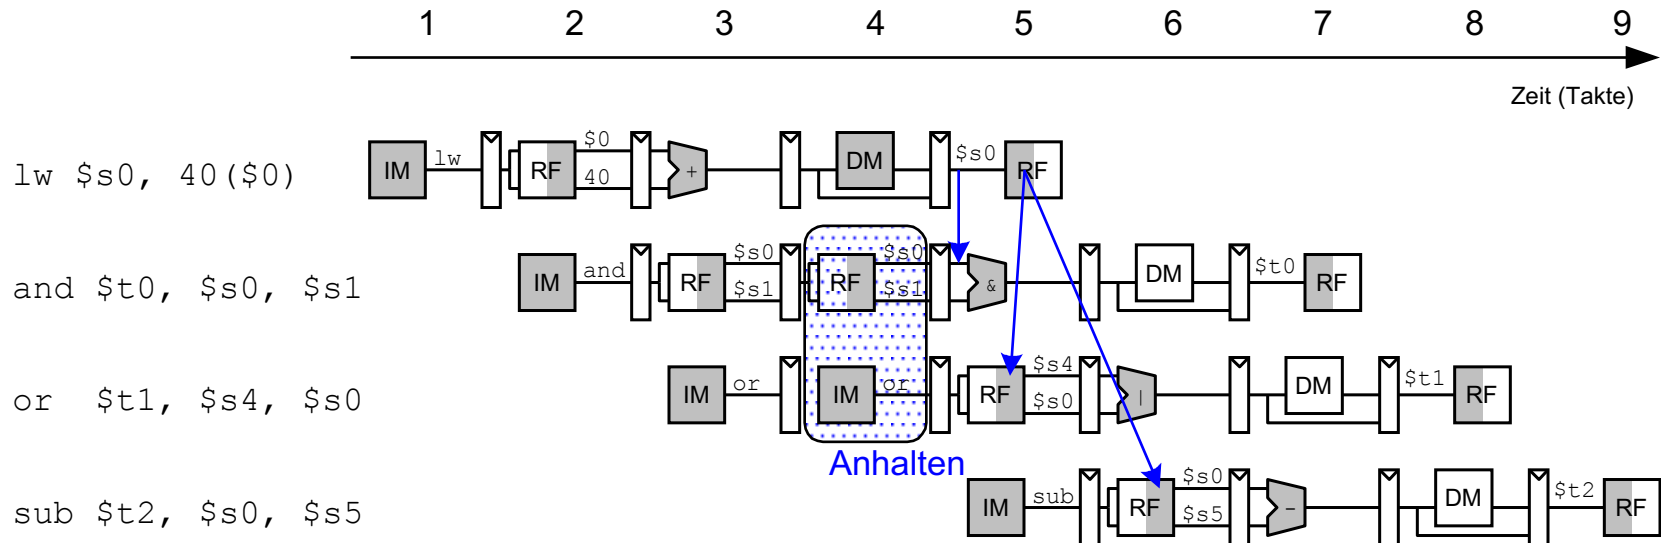 1 2 3 4 5 6 7 8 9
Zeit (Takte)
lw $s0, 40($0) IM lw RF $0 40 + DM $s0 RF
and $t0, $s0, $s1 IM and RF $s0 $s1 RF $s0 $s1 & DM $t0 RF
or $t1, $s4, $s0 IM or IM or RF $s4 $s0 | DM $t1 RF
Anhalten
sub $t2, $s0, $s5 IM sub RF $s0 $s5 - DM $t2 RF